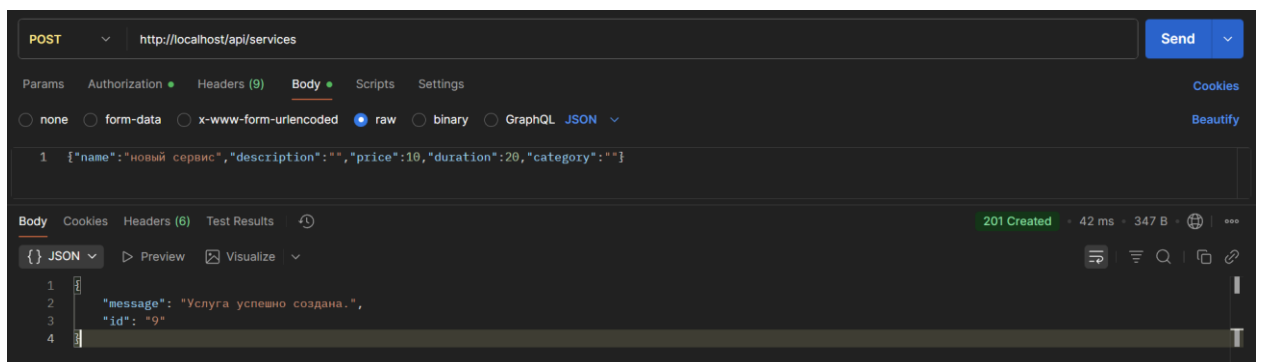 POST http://localhost/api/services Send
Params Authorization Headers (9) Body Scripts Settings Cookies
none form-data x-www-form-urlencoded raw binary GraphQL JSON Beautify
1 {"name":"новый сервис","description":"","price":10,"duration":20,"category":""}
Body Cookies Headers (6) Test Results 201 Created 42 ms 347 B
{} JSON Preview Visualize
1 {
2 "message": "Услуга успешно создана.",
3 "id": "9"
4 }